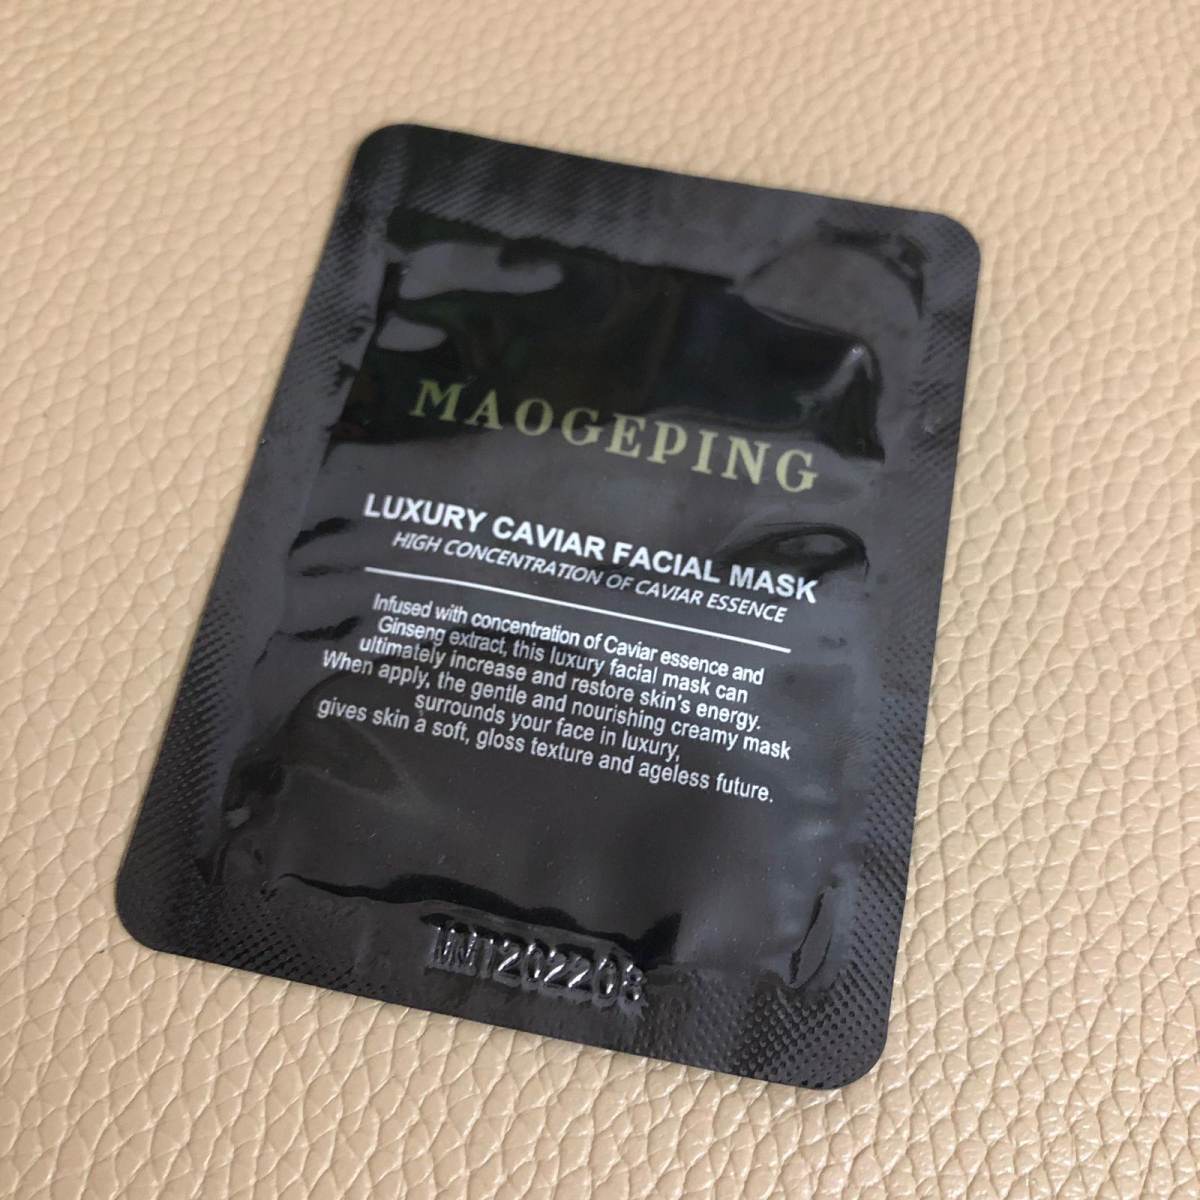 MAOGEPING
LUXURY CAVIAR FACIAL MASK
HIGH CONCENTRATION OF CAVIAR ESSENCE
Infused with concentration of Caviar essence and
Ginseng extract, this luxury facial mask can
ultimately increase and restore skin's energy.
When apply, the gentle and nourishing creamy mask
surrounds your face in luxury,
gives skin a soft, gloss texture and ageless future.